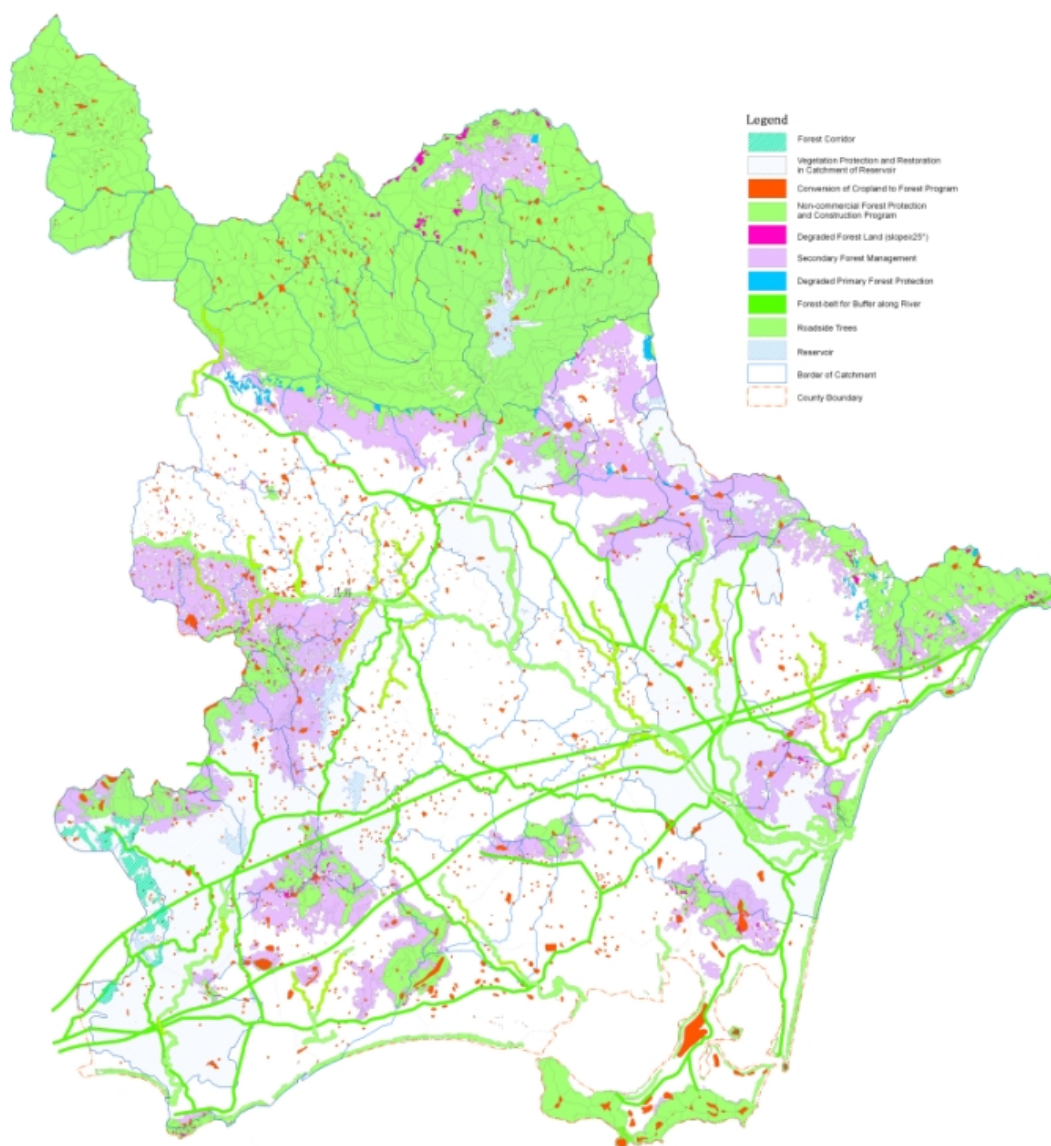 Legend
Forest Corridor
Vegetation Protection and Restoration
in Catchment of Reservoir
Conversion of Cropland to Forest Program
Non-commercial Forest Protection
and Construction Program
Degraded Forest Land (slope≥25°)
Secondary Forest Management
Degraded Primary Forest Protection
Forest-belt for Buffer along River
Roadside Trees
Reservoir
Border of Catchment
County Boundary